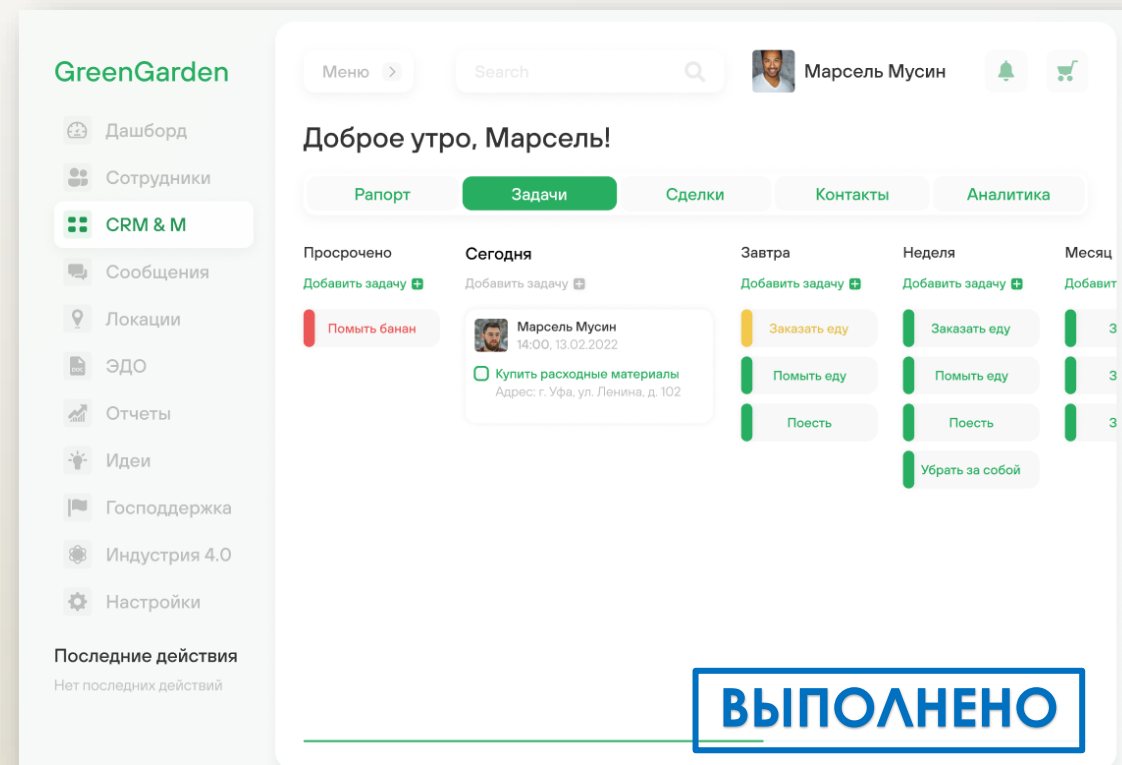 GreenGarden
Меню
Search
Марсель Мусин
Дашборд
Сотрудники
CRM & M
Сообщения
Локации
ЭДО
Отчеты
Идеи
Господдержка
Индустрия 4.0
Настройки
Последние действия
Нет последних действий
Доброе утро, Марсель!
Рапорт
Задачи
Сделки
Контакты
Аналитика
Просрочено
Добавить задачу
Помыть банан
Сегодня
Добавить задачу
Марсель Мусин
14:00, 13.02.2022
Купить расходные материалы
Адрес: г. Уфа, ул. Ленина, д. 102
Завтра
Добавить задачу
Заказать еду
Помыть еду
Поесть
Неделя
Добавить задачу
Заказать еду
Помыть еду
Поесть
Убрать за собой
Месяц
Добавит
З
З
З
ВЫПОЛНЕНО